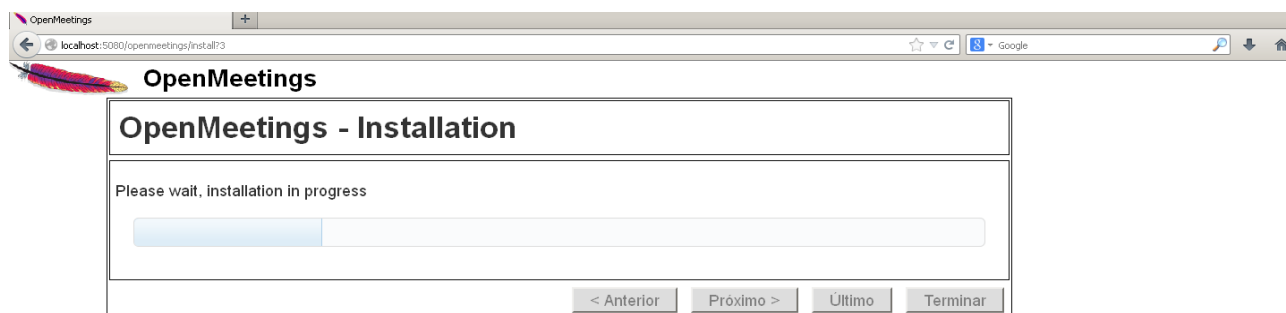 OpenMeetings
+
localhost:5080/openmeetings/install?3
8 Google
OpenMeetings
OpenMeetings - Installation
Please wait, installation in progress
< Anterior Próximo > Último Terminar